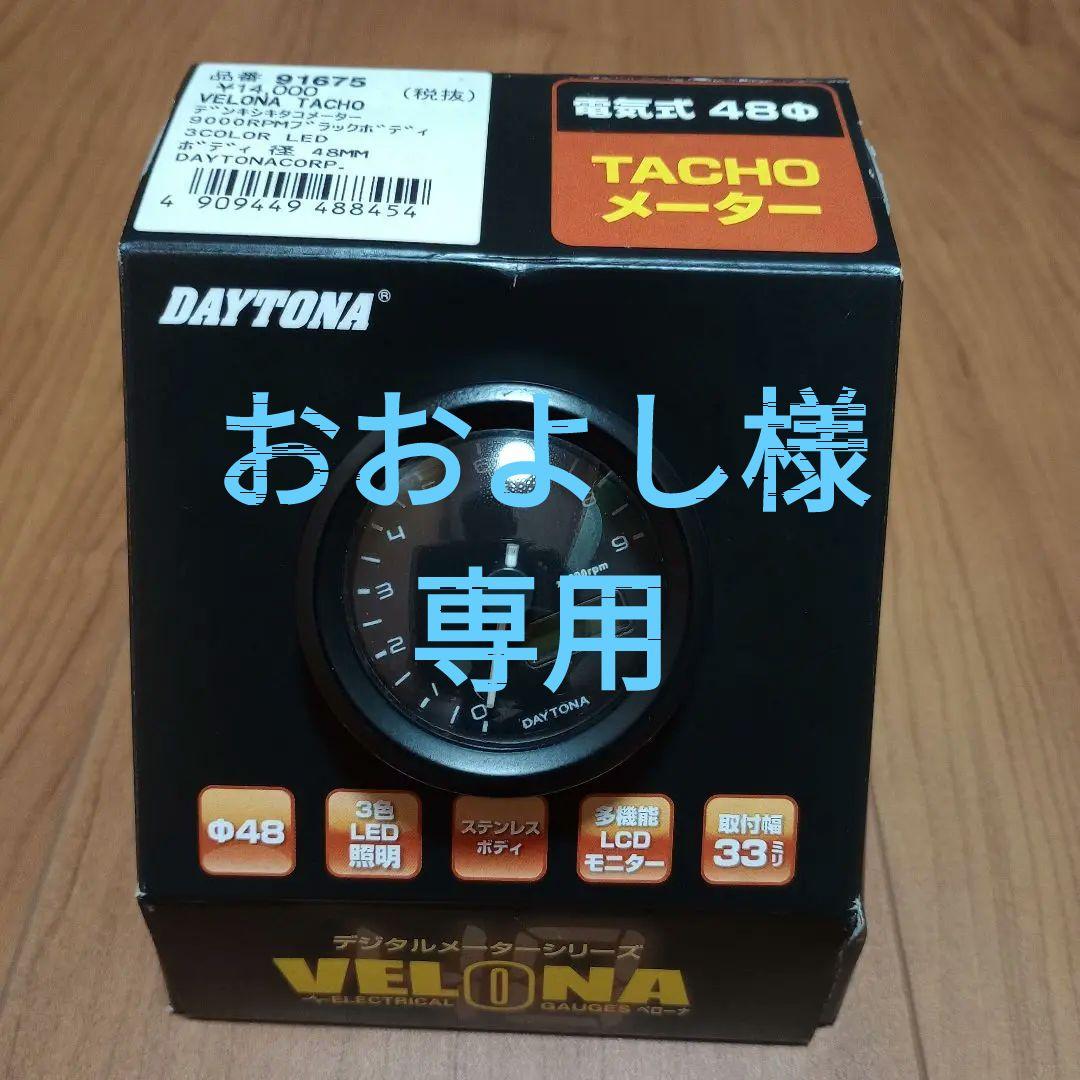 品番 91675
¥14,000 (税抜)
VELONA TACHO
デンキシキタコメーター
9000RPMブラックボディ
3COLOR LED
ボディ 径 48MM
DAYTONACORP.
4 909449 488454
電気式 48Φ
TACHO
メーター
DAYTONA®
おおよし様
専用
4
3
2
1
0
9
DAYTONA
Φ48
3色
LED
照明
ステンレス
ボディ
多機能
LCD
モニター
取付幅
33ミリ
デジタルメーターシリーズ
VELONA
ELECTRICAL GAUGES ベローナ